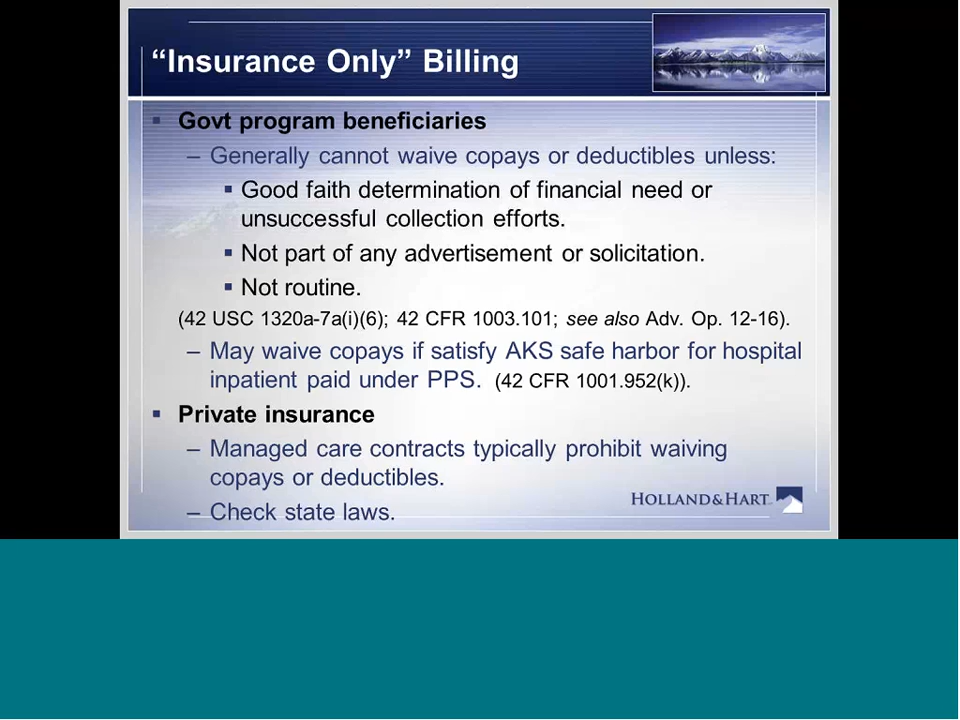 “Insurance Only” Billing
▪ Govt program beneficiaries
– Generally cannot waive copays or deductibles unless:
▪ Good faith determination of financial need or
unsuccessful collection efforts.
▪ Not part of any advertisement or solicitation.
▪ Not routine.
(42 USC 1320a-7a(i)(6); 42 CFR 1003.101; see also Adv. Op. 12-16).
– May waive copays if satisfy AKS safe harbor for hospital
inpatient paid under PPS. (42 CFR 1001.952(k)).
▪ Private insurance
– Managed care contracts typically prohibit waiving
copays or deductibles.
HOLLAND&HART
– Check state laws.